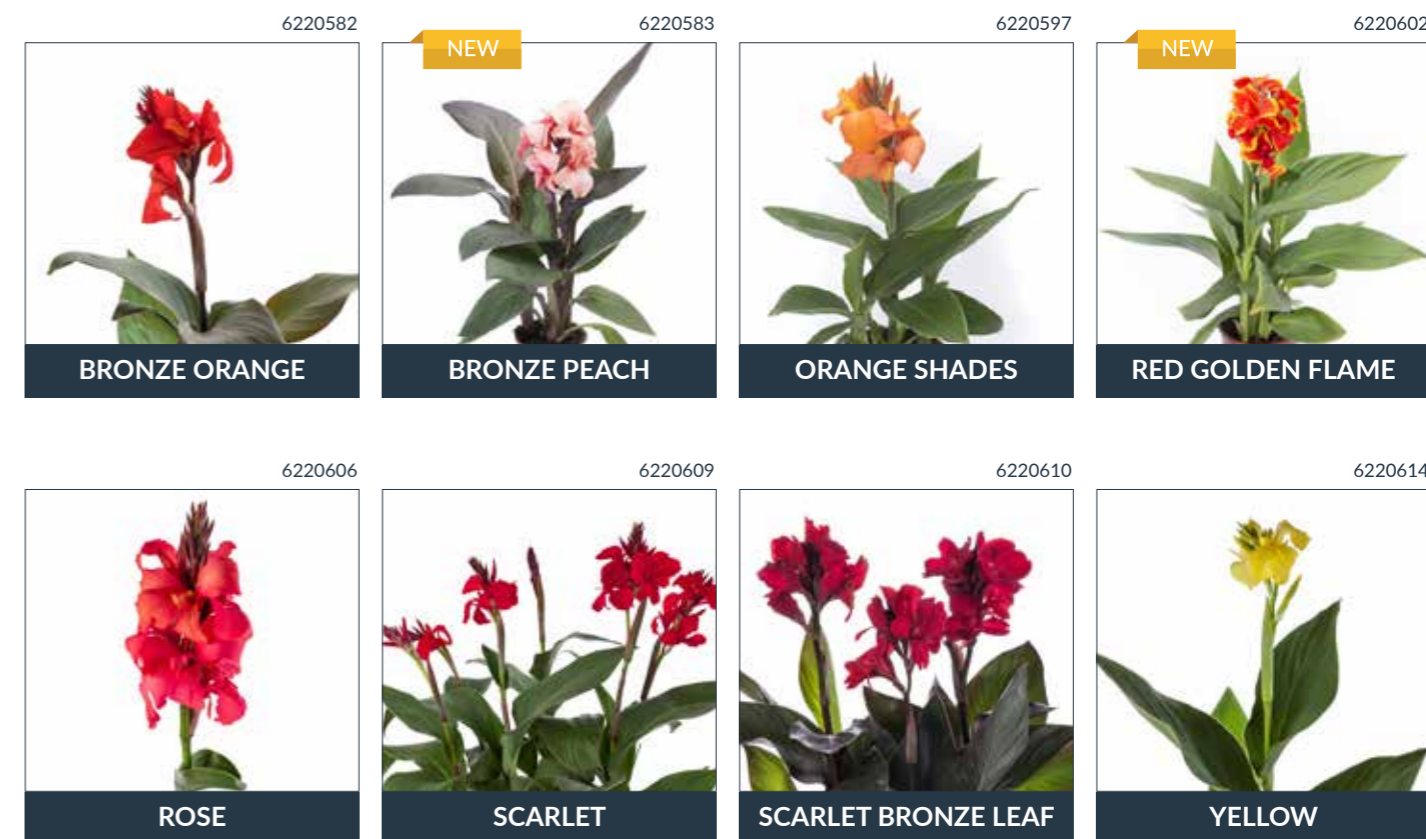 6220582
6220583
6220597
6220602
NEW
NEW
BRONZE ORANGE
BRONZE PEACH
ORANGE SHADES
RED GOLDEN FLAME
6220606
6220609
6220610
6220614
ROSE
SCARLET
SCARLET BRONZE LEAF
YELLOW